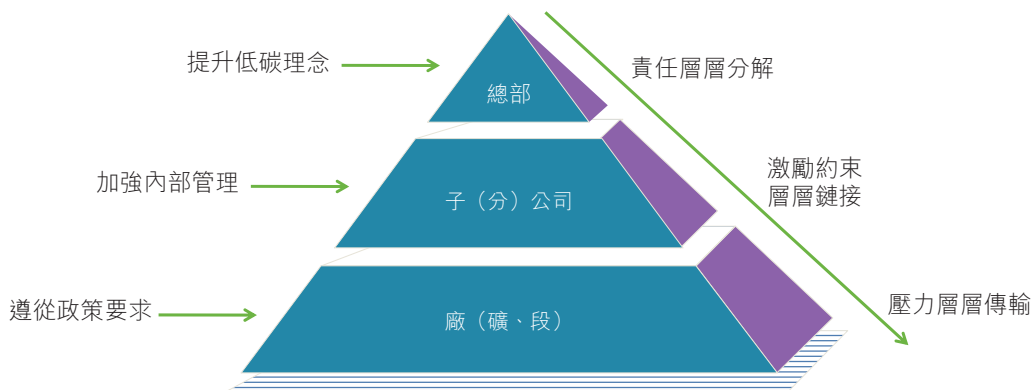 提升低碳理念
總部
責任層層分解
加強內部管理
子（分）公司
激勵約束
層層鏈接
遵從政策要求
廠（礦、段）
壓力層層傳輸